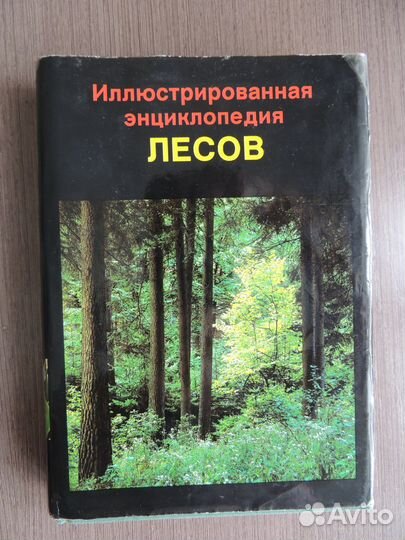 Иллюстрированная
энциклопедия
ЛЕСОВ
Avito